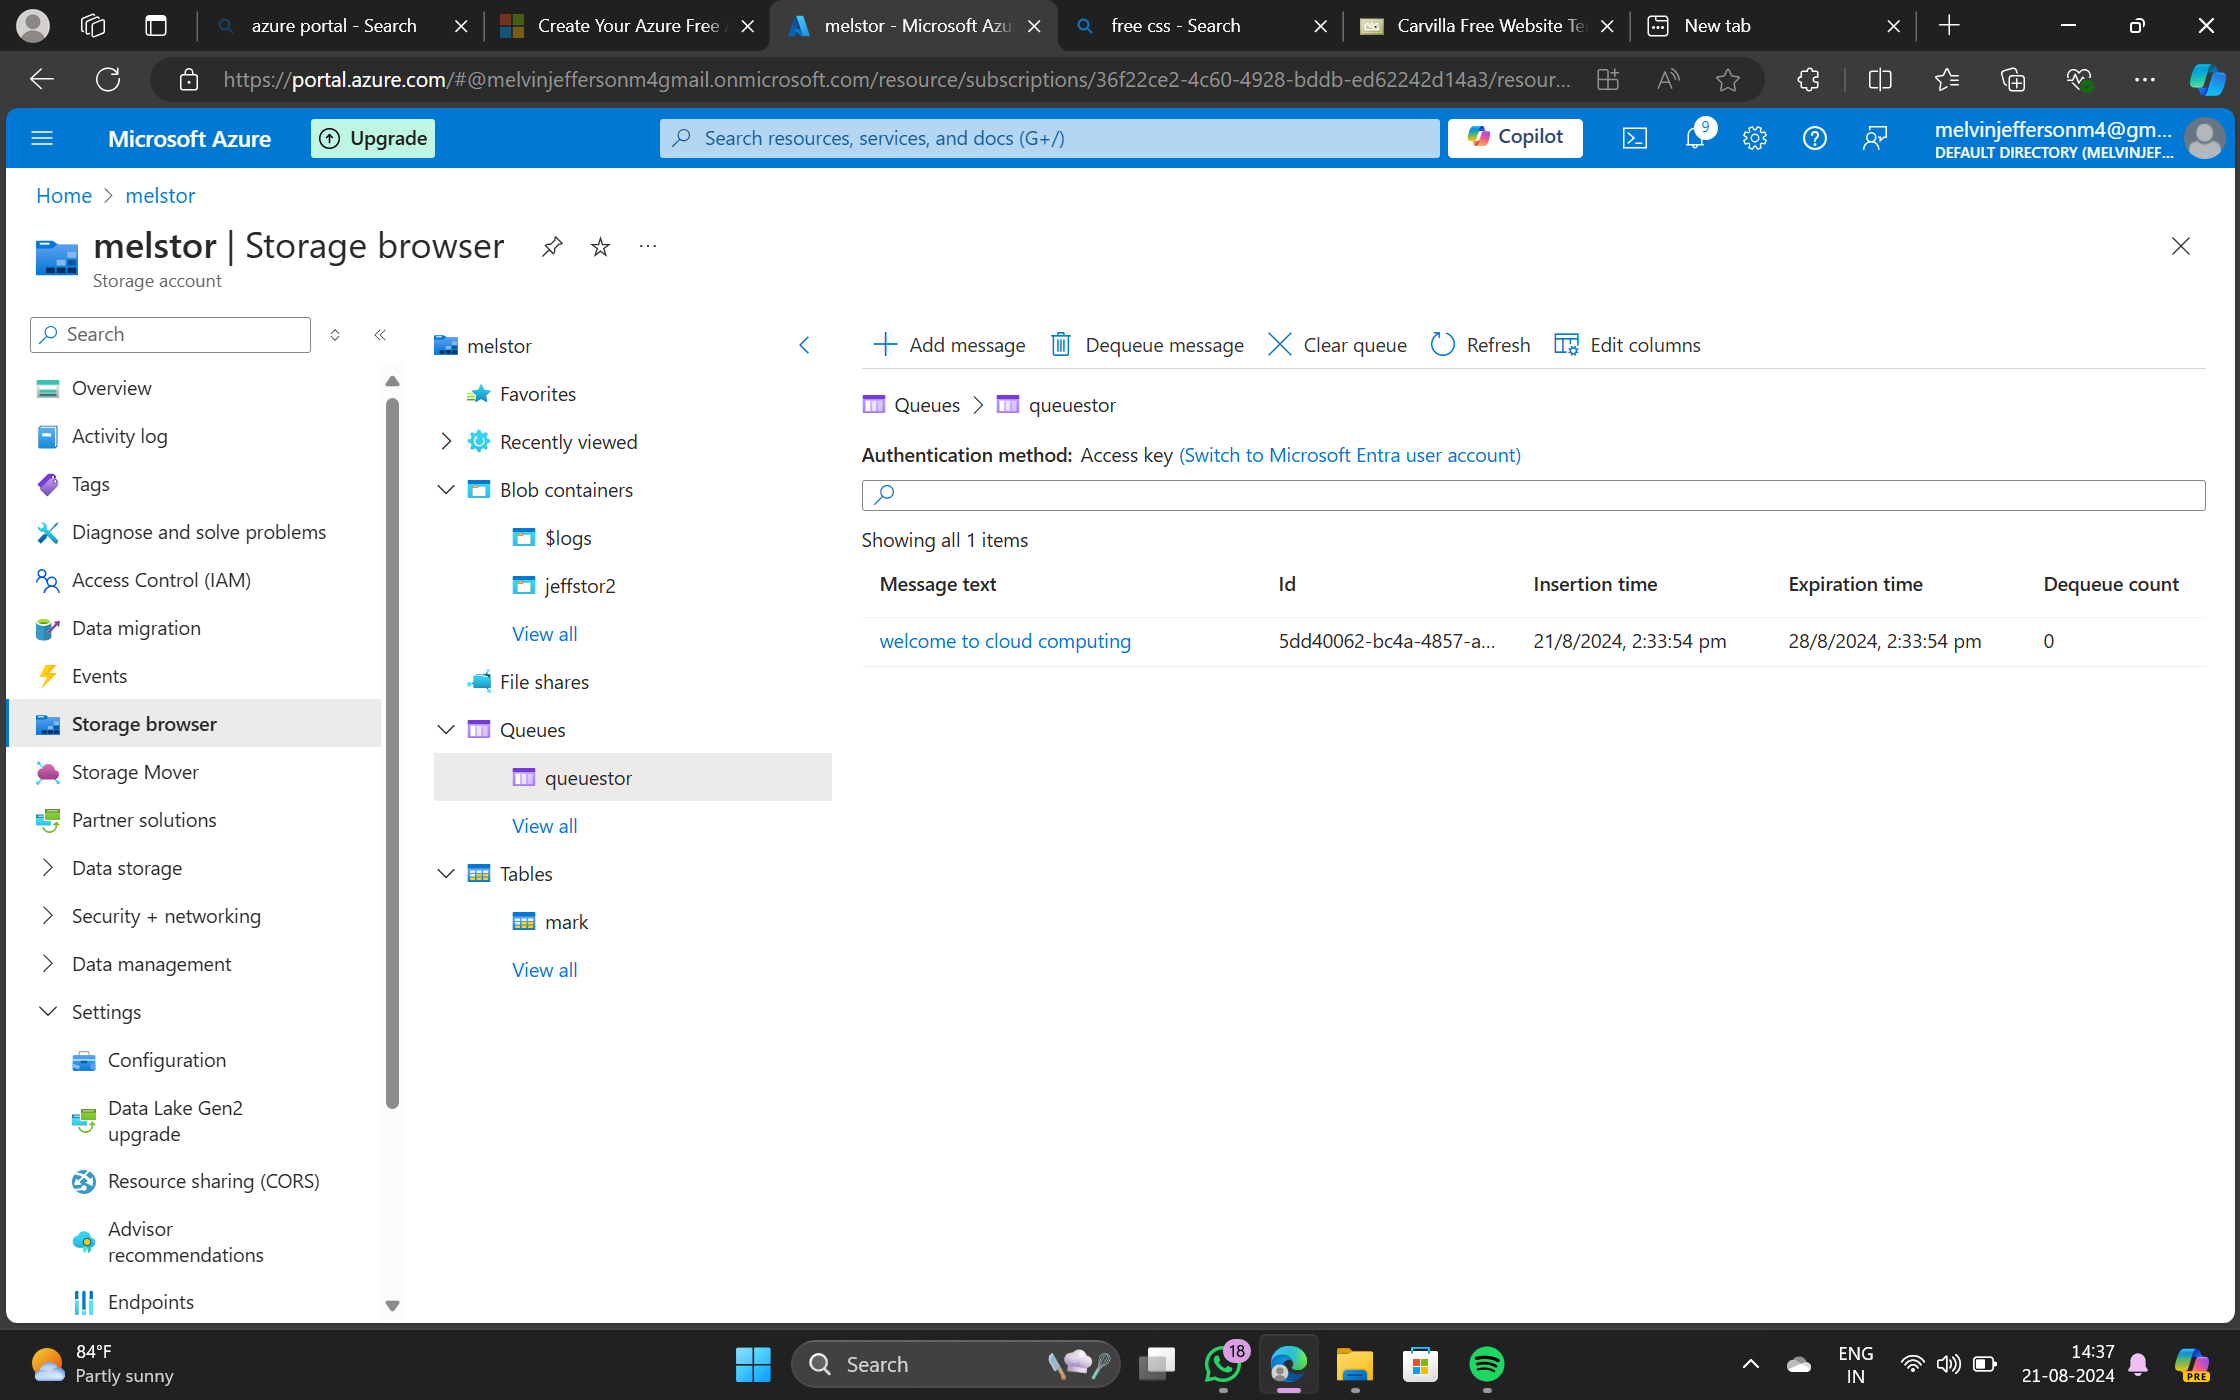 azure portal - Search
Create Your Azure Free
melstor - Microsoft Azu
free css - Search
Carvilla Free Website Te
New tab
https://portal.azure.com/#@melvinjeffersonm4gmail.onmicrosoft.com/resource/subscriptions/36f22ce2-4c60-4928-bddb-ed62242d14a3/resour...
Microsoft Azure
Upgrade
Search resources, services, and docs (G+/)
Copilot
9
melvinjeffersonm4@gm...
DEFAULT DIRECTORY (MELVINJEF...
Home > melstor
melstor | Storage browser
Storage account
Search
Overview
Activity log
Tags
Diagnose and solve problems
Access Control (IAM)
Data migration
Events
Storage browser
Storage Mover
Partner solutions
Data storage
Security + networking
Data management
Settings
Configuration
Data Lake Gen2
upgrade
Resource sharing (CORS)
Advisor
recommendations
Endpoints
melstor
Favorites
Recently viewed
Blob containers
$logs
jeffstor2
View all
File shares
Queues
queuestor
View all
Tables
mark
View all
Add message
Dequeue message
Clear queue
Refresh
Edit columns
Queues > queuestor
Authentication method: Access key (Switch to Microsoft Entra user account)
Showing all 1 items
Message text Id Insertion time Expiration time Dequeue count
welcome to cloud computing 5dd40062-bc4a-4857-a... 21/8/2024, 2:33:54 pm 28/8/2024, 2:33:54 pm 0
84°F
Partly sunny
Search
18
ENG
IN
14:37
21-08-2024
PRE